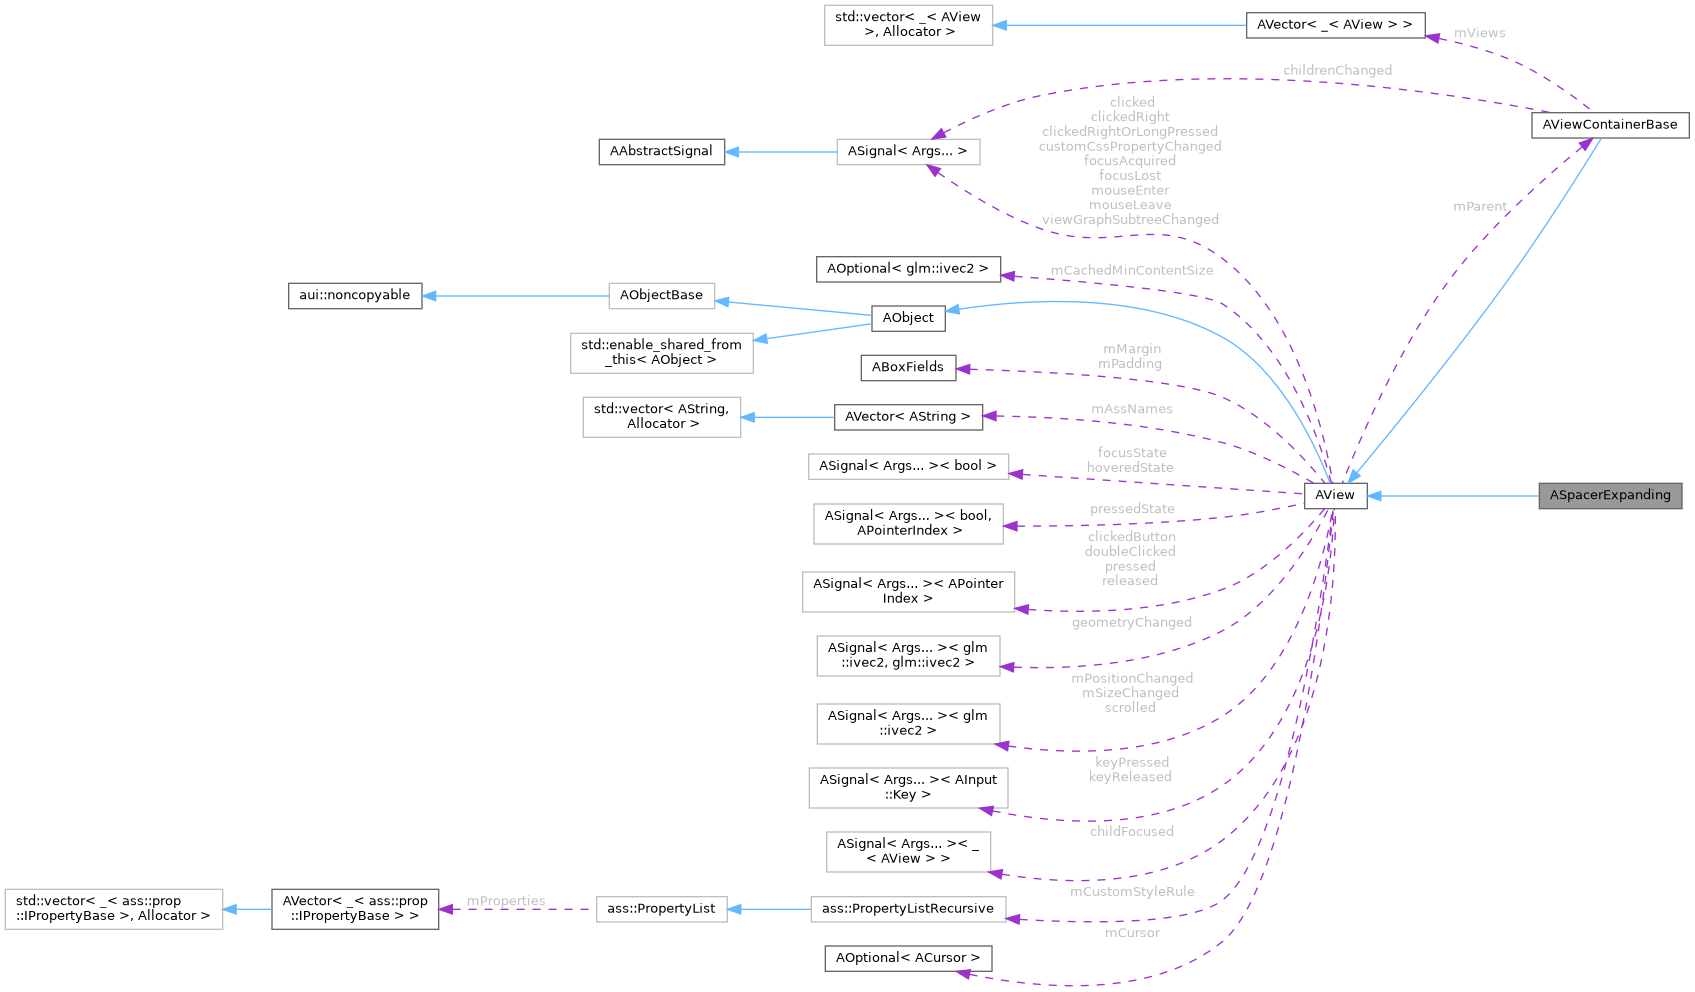 std::vector< _< AView
>, Allocator >
AVector< _< AView > >
mViews
childrenChanged
AViewContainerBase
AAbstractSignal
ASignal< Args... >
clicked
clickedRight
clickedRightOrLongPressed
customCssPropertyChanged
focusAcquired
focusLost
mouseEnter
mouseLeave
viewGraphSubtreeChanged
mParent
AOptional< glm::ivec2 >
mCachedMinContentSize
aui::noncopyable
AObjectBase
AObject
std::enable_shared_from
_this< AObject >
ABoxFields
mMargin
mPadding
std::vector< AString,
Allocator >
AVector< AString >
mAssNames
ASignal< Args... >< bool >
focusState
hoveredState
AView
ASpacerExpanding
ASignal< Args... >< bool,
APointerIndex >
pressedState
ASignal< Args... >< APointer
Index >
clickedButton
doubleClicked
pressed
released
ASignal< Args... >< glm
::ivec2, glm::ivec2 >
geometryChanged
ASignal< Args... >< glm
::ivec2 >
mPositionChanged
mSizeChanged
scrolled
ASignal< Args... >< AInput
::Key >
keyPressed
keyReleased
ASignal< Args... >< _
< AView > >
childFocused
std::vector< _< ass::prop
::IPropertyBase >, Allocator >
AVector< _< ass::prop
::IPropertyBase > >
mProperties
ass::PropertyList
ass::PropertyListRecursive
mCustomStyleRule
AOptional< ACursor >
mCursor